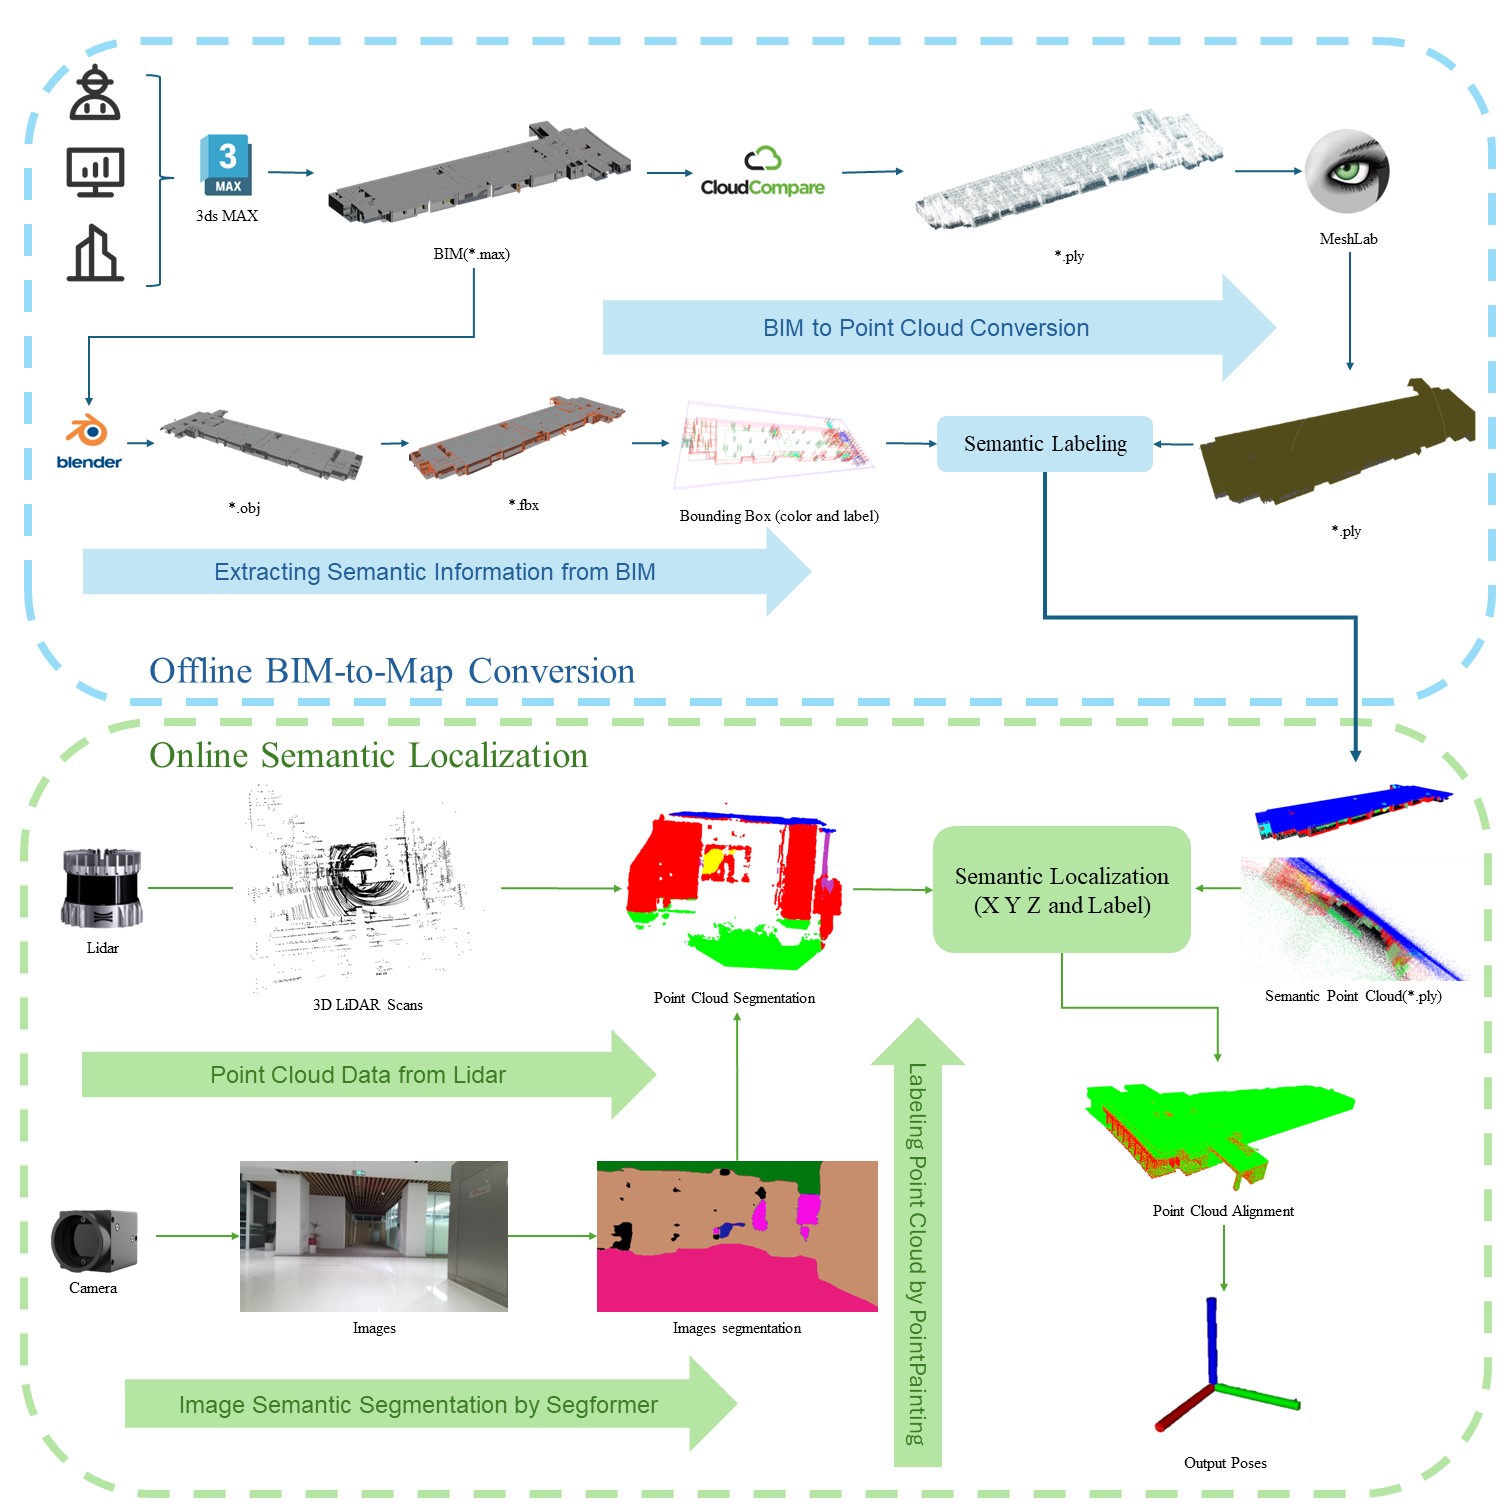 3
MAX
3ds MAX
BIM(*.max)
CloudCompare
*.ply
MeshLab
BIM to Point Cloud Conversion
blender
*.obj
*.fbx
Bounding Box (color and label)
Semantic Labeling
*.ply
Extracting Semantic Information from BIM
Offline BIM-to-Map Conversion
Online Semantic Localization
Lidar
3D LiDAR Scans
Point Cloud Segmentation
Semantic Localization
(X Y Z and Label)
Semantic Point Cloud(*.ply)
Point Cloud Data from Lidar
Labeling Point Cloud by PointPainting
Point Cloud Alignment
Camera
Images
Images segmentation
Image Semantic Segmentation by Segformer
Output Poses